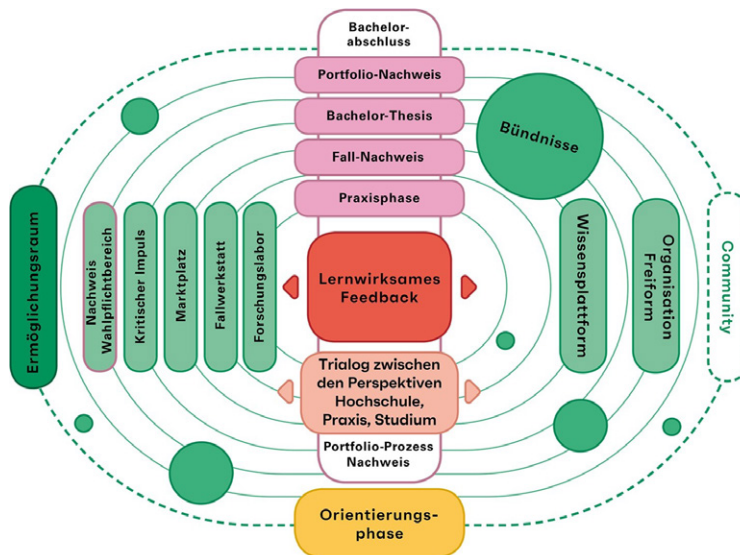 Bachelor-
abschluss
Portfolio-Nachweis
Bachelor-Thesis
Fall-Nachweis
Praxisphase
Bündnisse
Ermöglichungsraum
Nachweis
Wahlpflichtbereich
Kritischer Impuls
Marktplatz
Fallwerkstatt
Forschungslabor
Lernwirksames
Feedback
Wissensplattform
Organisation
Freiform
Community
Trialog zwischen
den Perspektiven
Hochschule,
Praxis, Studium
Portfolio-Prozess
Nachweis
Orientierungs-
phase